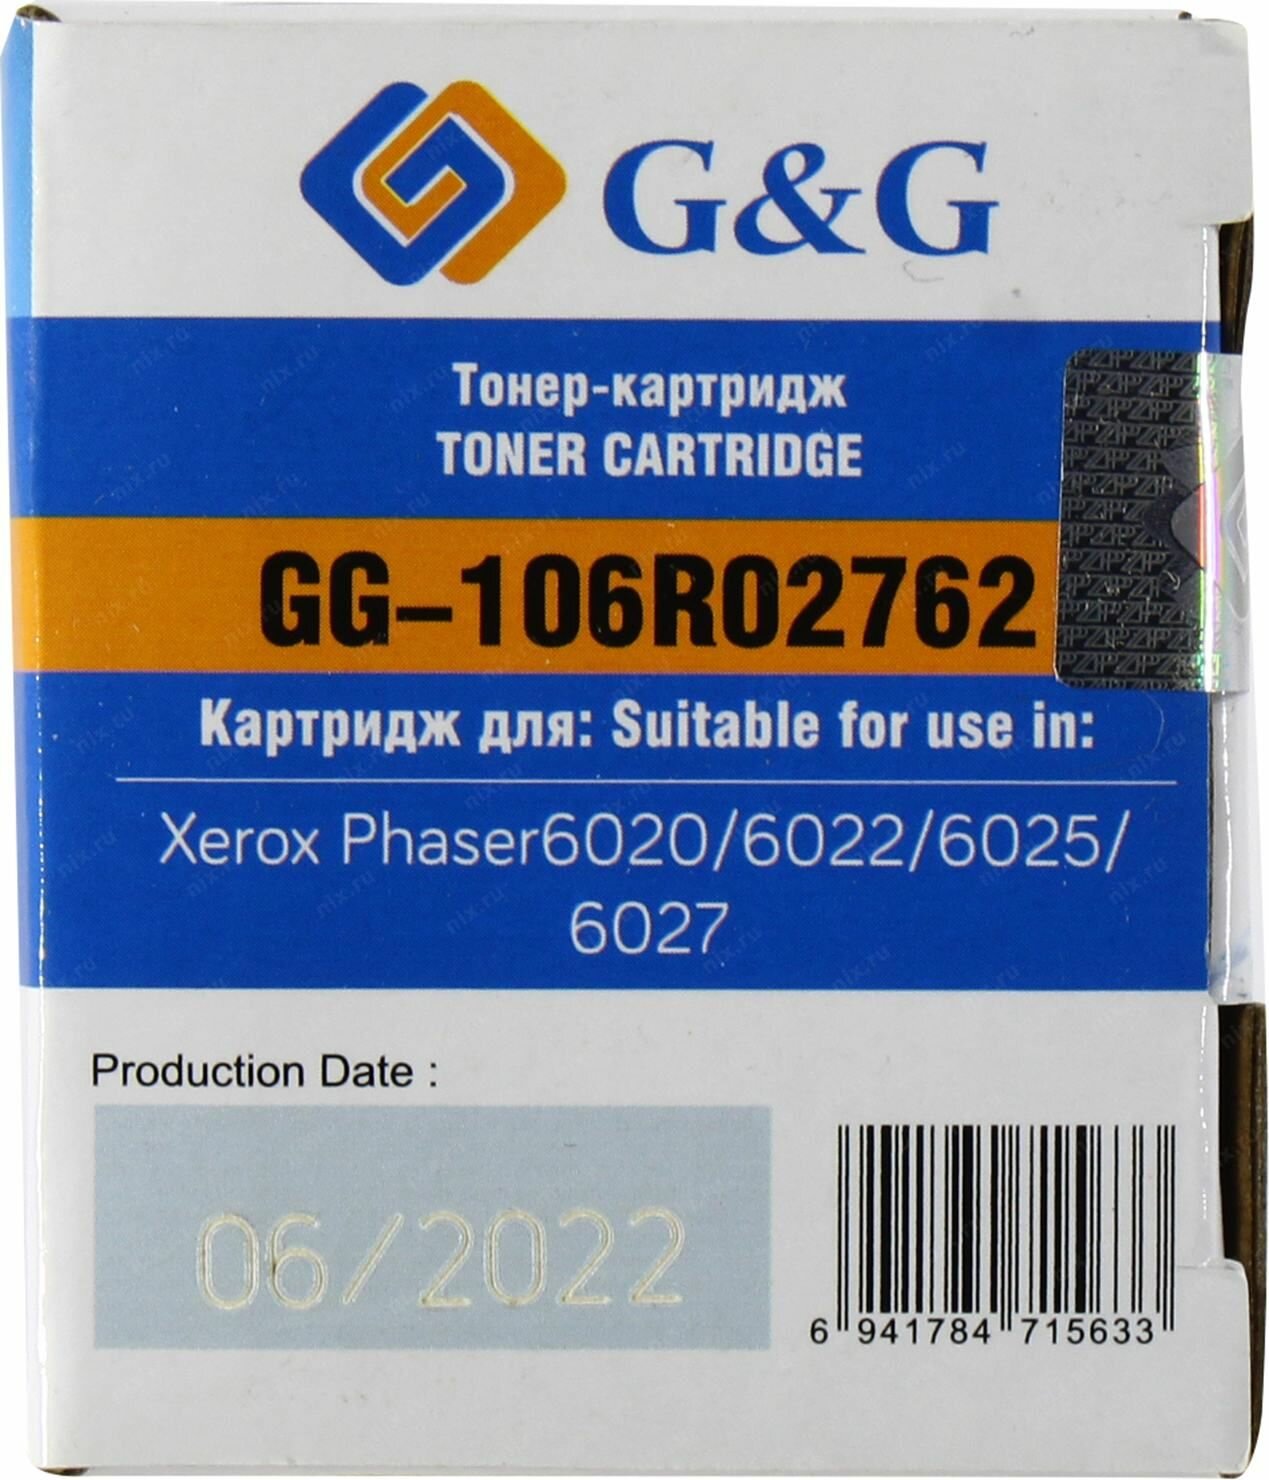 G&G
Тонер-картридж
TONER CARTRIDGE
GG-106R02762
Картридж для: Suitable for use in:
Xerox Phaser6020/6022/6025/
6027
Production Date :
06/2022
6 941784 715633